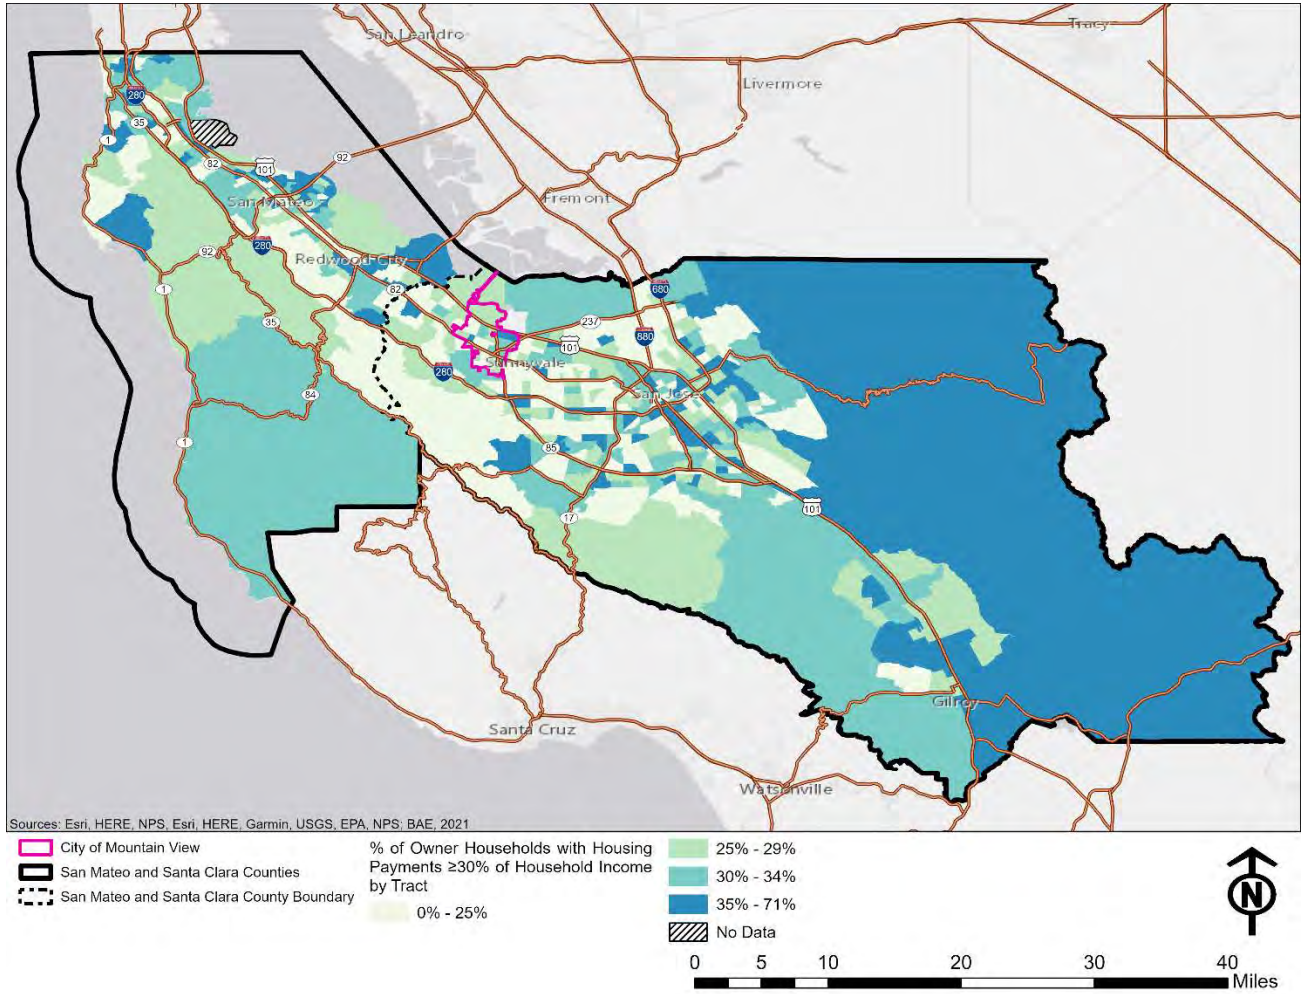 San Leandro
Tracy
Livermore
280
35
1
82
101
92
San Mateo
Fremont
280
92
Redwood City
1
82
680
35
237
880
101
Sunnyvale
280
San Jose
84
1
85
101
17
Gilroy
Santa Cruz
Watsonville
Sources: Esri, HERE, NPS, Esri, HERE, Garmin, USGS, EPA, NPS; BAE, 2021
City of Mountain View
San Mateo and Santa Clara Counties
San Mateo and Santa Clara County Boundary
% of Owner Households with Housing
Payments ≥30% of Household Income
by Tract
0% - 25%
25% - 29%
30% - 34%
35% - 71%
No Data
N
0 5 10 20 30 40
Miles